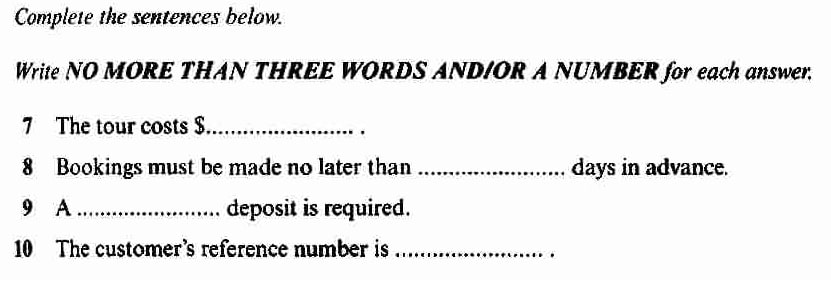 Complete the sentences below.
Write NO MORE THAN THREE WORDS AND/OR A NUMBER for each answer.
7 The tour costs $........................ .
8 Bookings must be made no later than ........................ days in advance.
9 A ........................ deposit is required.
10 The customer's reference number is ........................ .